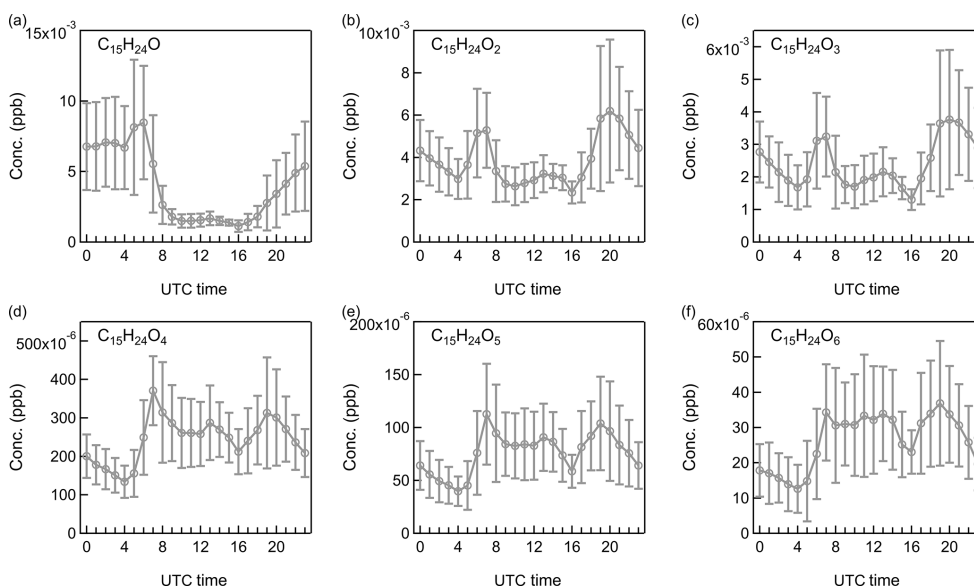 (a)
15x10⁻³
C₁₅H₂₄O
10
5
0
Conc. (ppb)
0 4 8 12 16 20
UTC time
(b)
10x10⁻³
C₁₅H₂₄O₂
8
6
4
2
0
Conc. (ppb)
0 4 8 12 16 20
UTC time
(c)
6x10⁻³
C₁₅H₂₄O₃
5
4
3
2
1
0
Conc. (ppb)
0 4 8 12 16 20
UTC time
(d)
500x10⁻⁶
C₁₅H₂₄O₄
400
300
200
100
0
Conc. (ppb)
0 4 8 12 16 20
UTC time
(e)
200x10⁻⁶
C₁₅H₂₄O₅
150
100
50
0
Conc. (ppb)
0 4 8 12 16 20
UTC time
(f)
60x10⁻⁶
C₁₅H₂₄O₆
50
40
30
20
10
0
Conc. (ppb)
0 4 8 12 16 20
UTC time